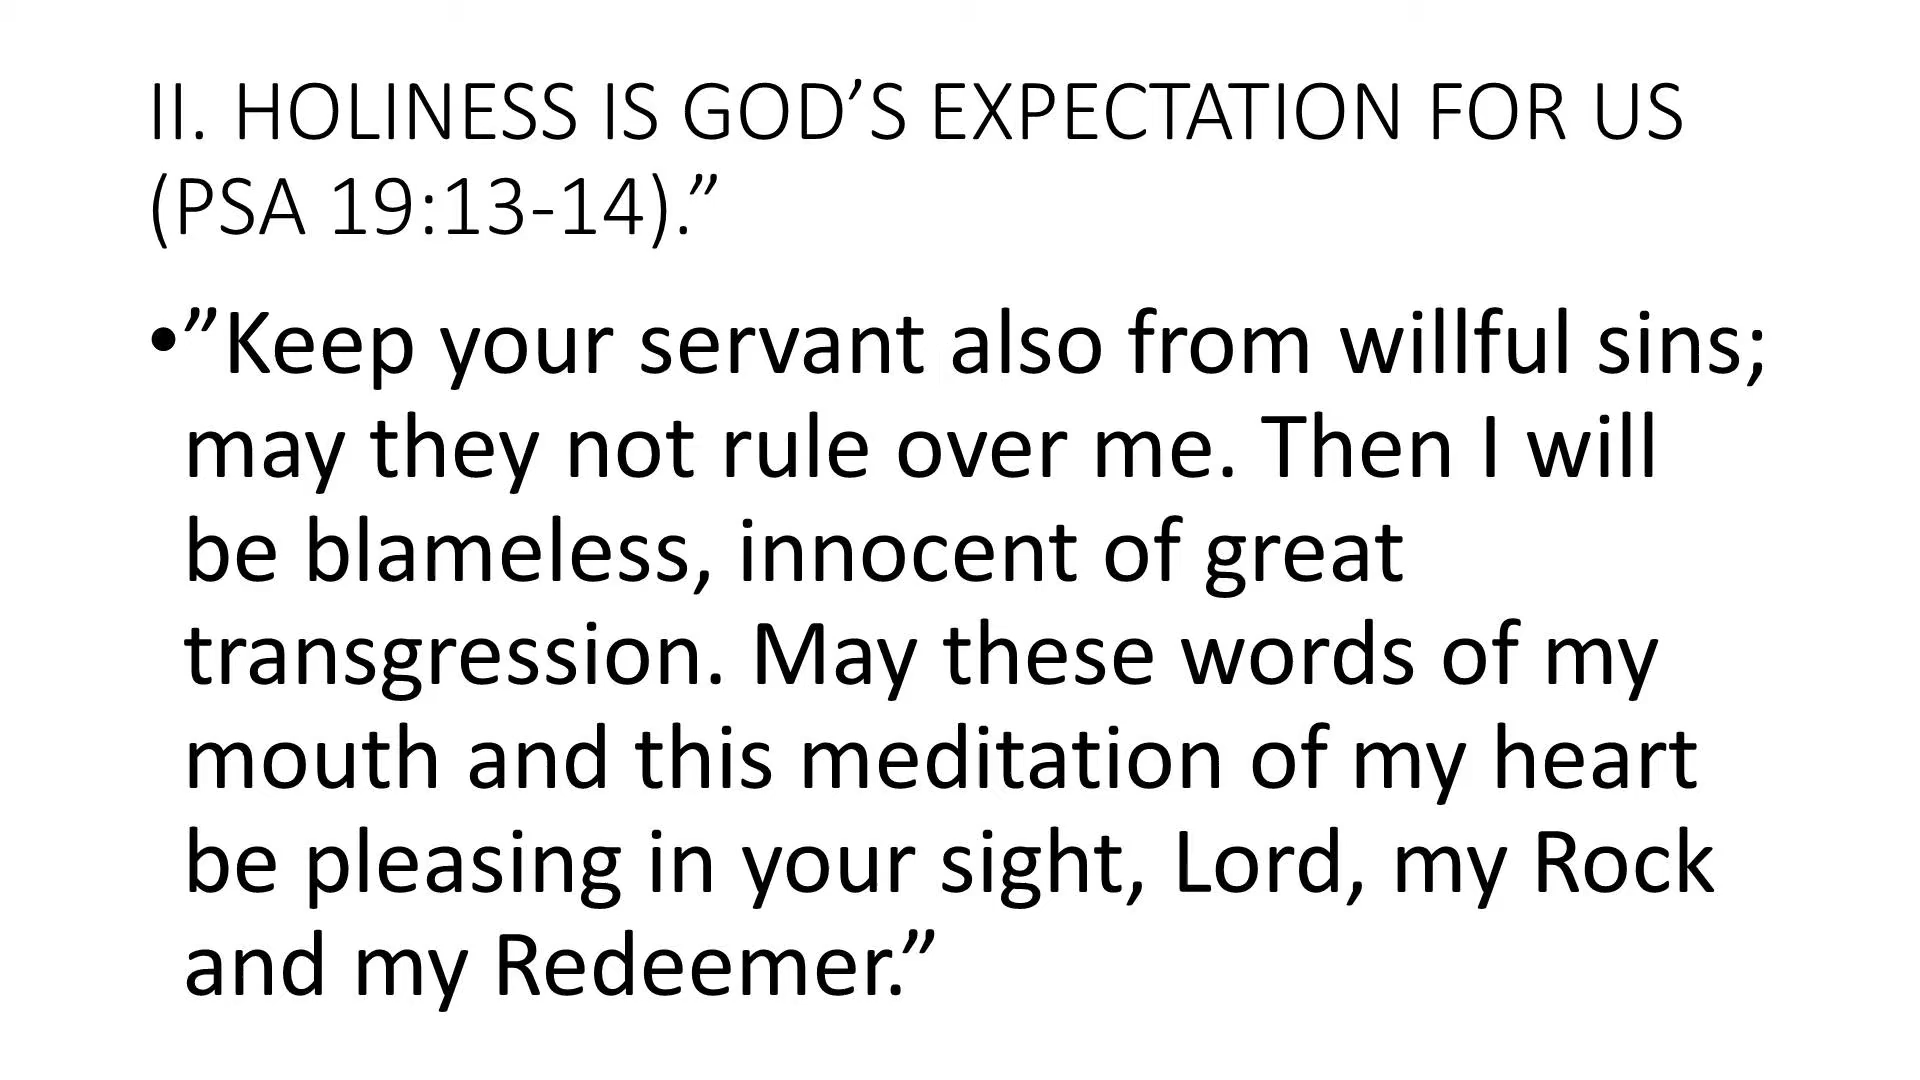 II. HOLINESS IS GOD’S EXPECTATION FOR US
(PSA 19:13-14).”
•”Keep your servant also from willful sins;
may they not rule over me. Then I will
be blameless, innocent of great
transgression. May these words of my
mouth and this meditation of my heart
be pleasing in your sight, Lord, my Rock
and my Redeemer.”